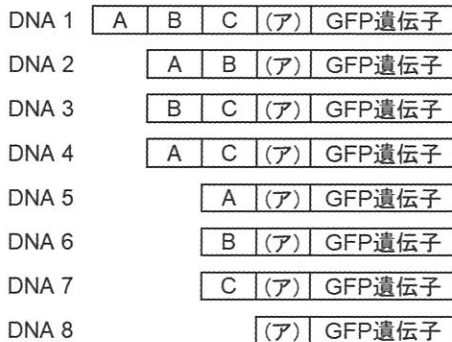 DNA 1 A B C (ア) GFP遺伝子
DNA 2 A B (ア) GFP遺伝子
DNA 3 B C (ア) GFP遺伝子
DNA 4 A C (ア) GFP遺伝子
DNA 5 A (ア) GFP遺伝子
DNA 6 B (ア) GFP遺伝子
DNA 7 C (ア) GFP遺伝子
DNA 8 (ア) GFP遺伝子